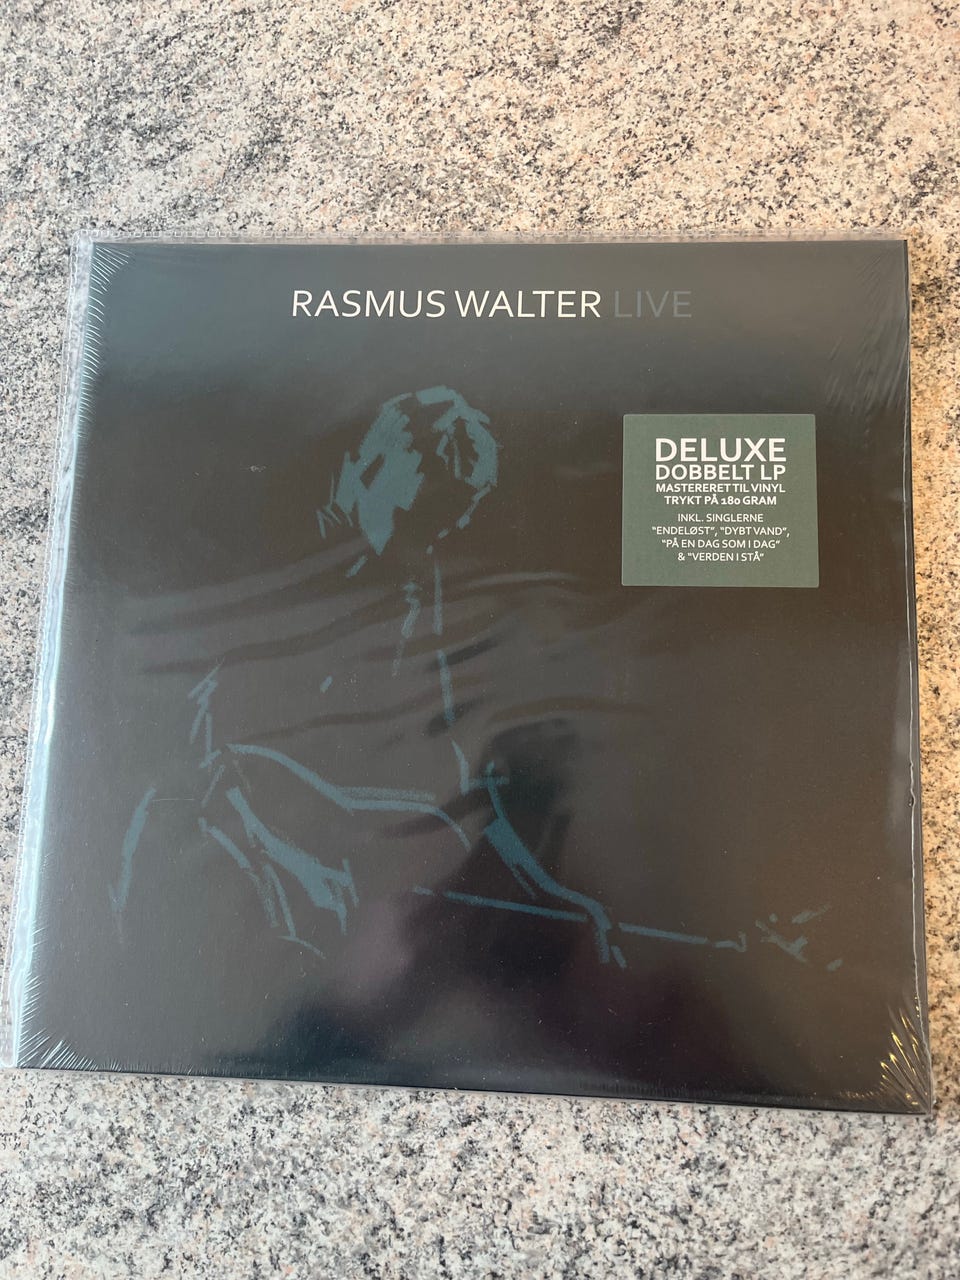 RASMUS WALTER LIVE
DELUXE
DOBBELT LP
MASTERERET TIL VINYL
TRYKT PÅ 180 GRAM
INKL. SINGLERNE
"ENDELØST", "DYBT VAND",
"PÅ EN DAG SOM I DAG"
& "VERDEN I STÅ"